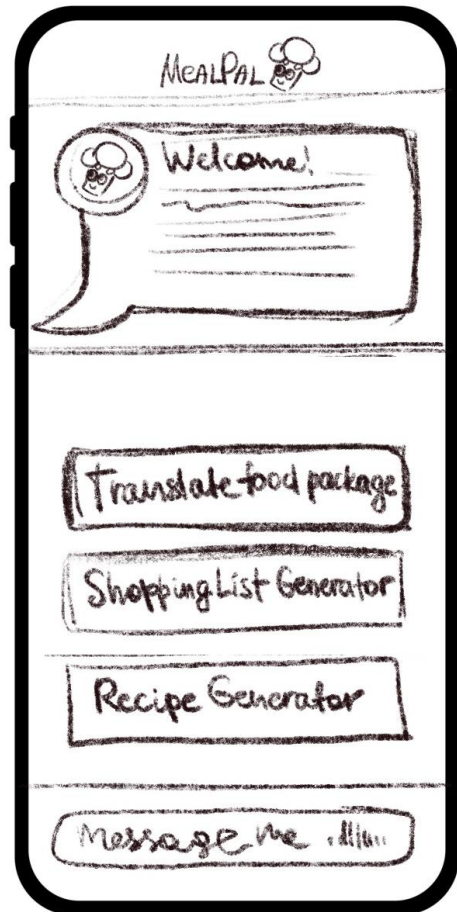 MEALPAL
Welcome!
Translate food package
Shopping List Generator
Recipe Generator
Message me